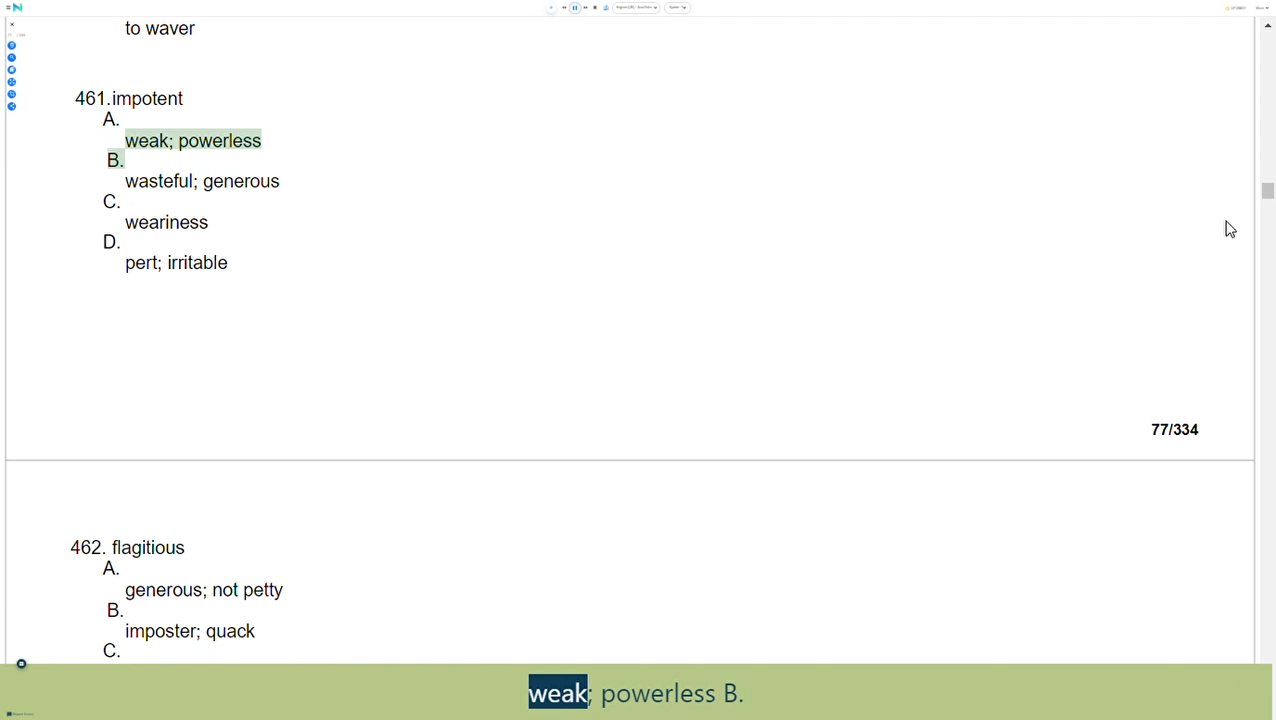 to waver
461.impotent
A.
weak; powerless
B.
wasteful; generous
C.
weariness
D.
pert; irritable
77/334
462. flagitious
A.
generous; not petty
B.
imposter; quack
C.
weak; powerless B.